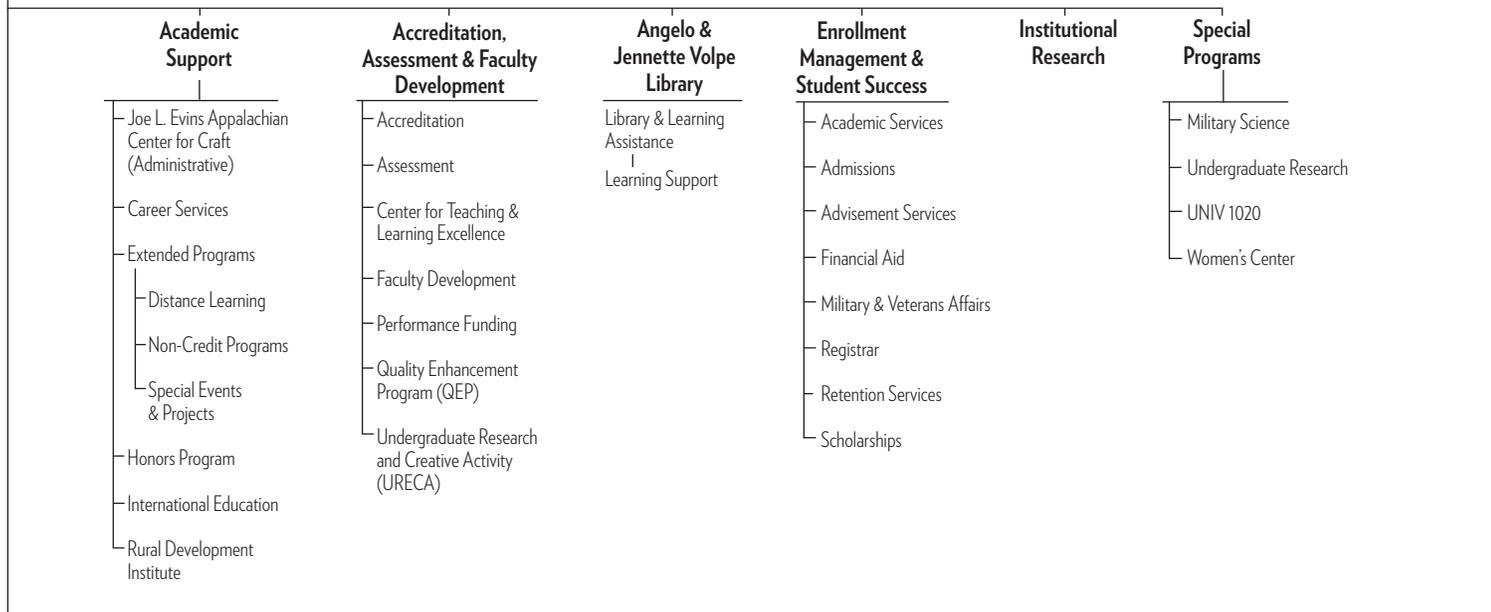 Academic
Support
Joe L. Evins Appalachian
Center for Craft
(Administrative)
Career Services
Extended Programs
Distance Learning
Non-Credit Programs
Special Events
& Projects
Honors Program
International Education
Rural Development
Institute
Accreditation,
Assessment & Faculty
Development
Accreditation
Assessment
Center for Teaching &
Learning Excellence
Faculty Development
Performance Funding
Quality Enhancement
Program (QEP)
Undergraduate Research
and Creative Activity
(URECA)
Angelo &
Jennette Volpe
Library
Library & Learning
Assistance
Learning Support
Enrollment
Management &
Student Success
Academic Services
Admissions
Advisement Services
Financial Aid
Military & Veterans Affairs
Registrar
Retention Services
Scholarships
Institutional
Research
Special
Programs
Military Science
Undergraduate Research
UNIV 1020
Women's Center